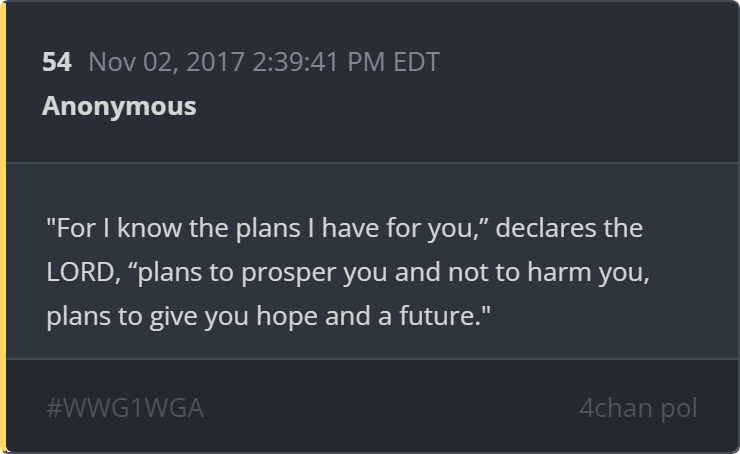 54 Nov 02, 2017 2:39:41 PM EDT
Anonymous
"For I know the plans I have for you,” declares the
LORD, “plans to prosper you and not to harm you,
plans to give you hope and a future."
#WWG1WGA 4chan pol